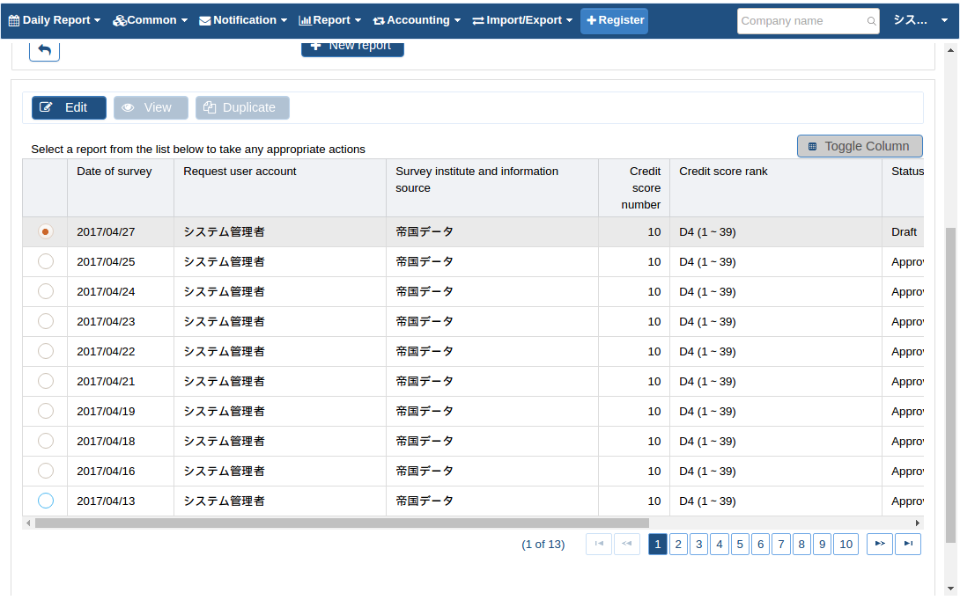 Daily Report Common Notification Report Accounting Import/Export Register Company name シス...
New report
Edit View Duplicate
Select a report from the list below to take any appropriate actions Toggle Column
Date of survey Request user account Survey institute and information source Credit score number Credit score rank Status
2017/04/27 システム管理者 帝国データ 10 D4 (1 ~ 39) Draft
2017/04/25 システム管理者 帝国データ 10 D4 (1 ~ 39) Appro
2017/04/24 システム管理者 帝国データ 10 D4 (1 ~ 39) Appro
2017/04/23 システム管理者 帝国データ 10 D4 (1 ~ 39) Appro
2017/04/22 システム管理者 帝国データ 10 D4 (1 ~ 39) Appro
2017/04/21 システム管理者 帝国データ 10 D4 (1 ~ 39) Appro
2017/04/19 システム管理者 帝国データ 10 D4 (1 ~ 39) Appro
2017/04/18 システム管理者 帝国データ 10 D4 (1 ~ 39) Appro
2017/04/16 システム管理者 帝国データ 10 D4 (1 ~ 39) Appro
2017/04/13 システム管理者 帝国データ 10 D4 (1 ~ 39) Appro
(1 of 13) 1 2 3 4 5 6 7 8 9 10